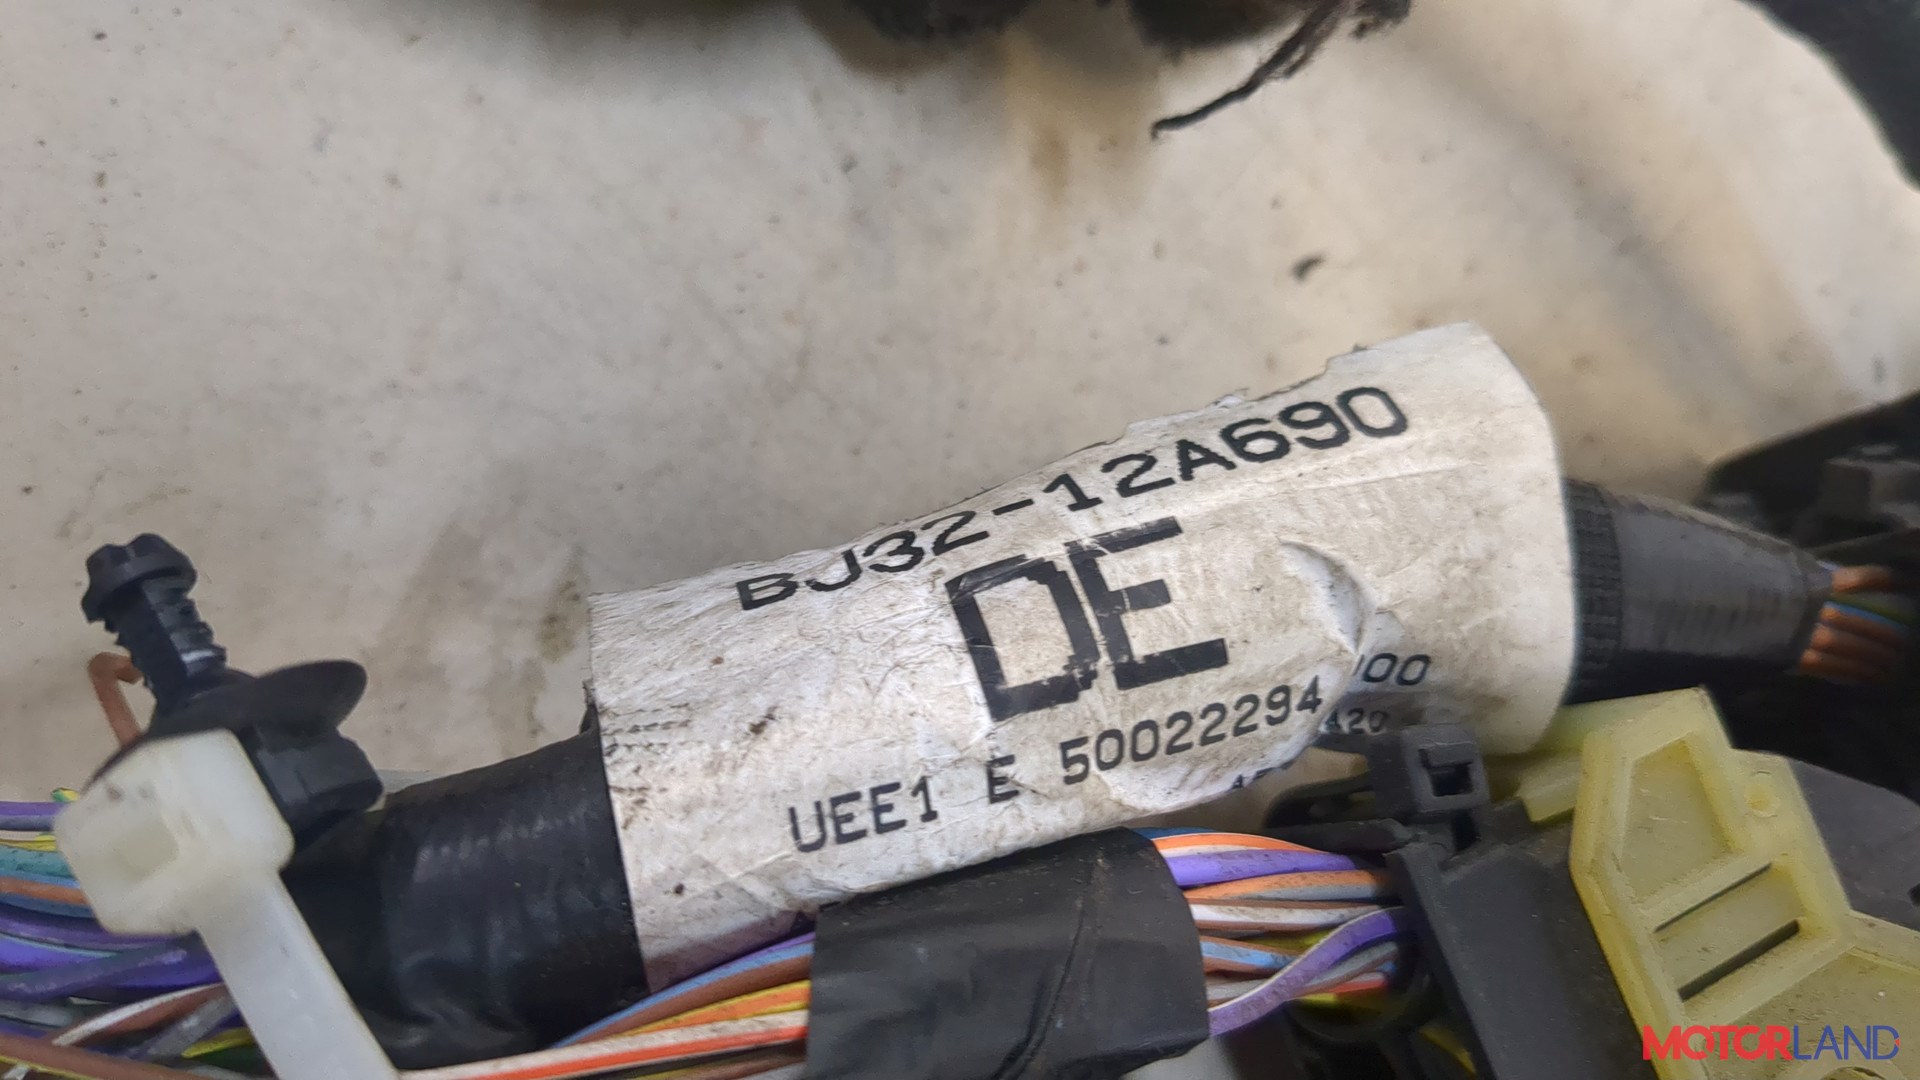 BJ32-12A690
DE
UEE1 E 50022294
MOTORLAND